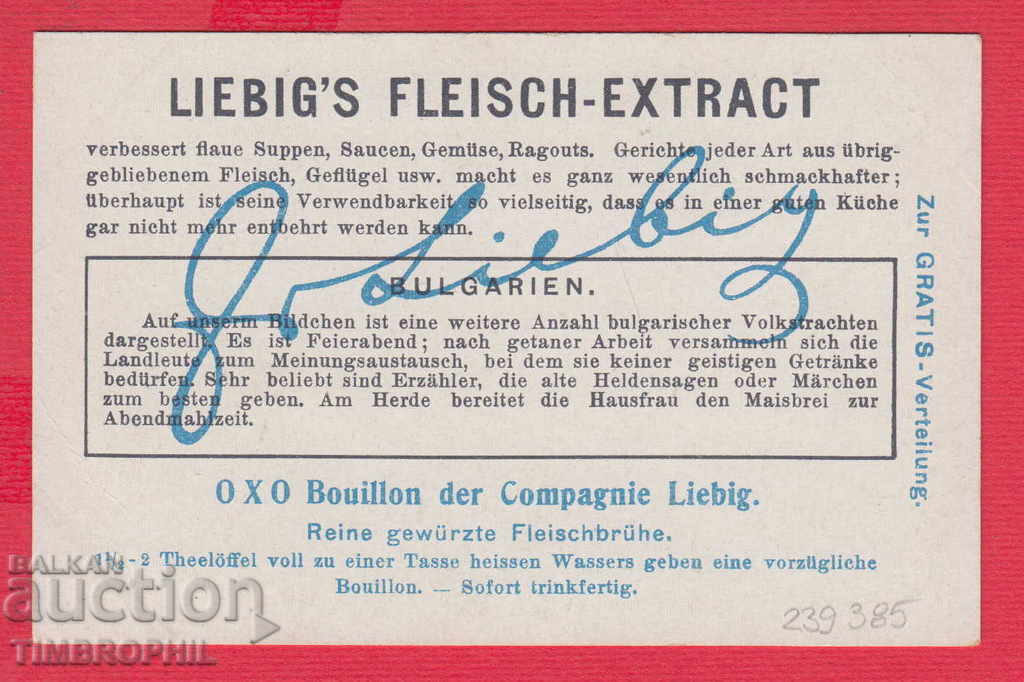 LIEBIG'S FLEISCH-EXTRACT
verbessert flaue Suppen, Saucen, Gemüse, Ragouts. Gerichte jeder Art aus übrig-
gebliebenem Fleisch, Geflügel usw. macht es ganz wesentlich schmackhafter;
überhaupt ist seine Verwendbarkeit so vielseitig, dass es in einer guten Küche
gar nicht mehr entbehrt werden kann.
J v Liebig
BULGARIEN.
Auf unserm Bildchen ist eine weitere Anzahl bulgarischer Volkstrachten
dargestellt. Es ist Feierabend; nach getaner Arbeit versammeln sich die
Landleute zum Meinungsaustausch, bei dem sie keiner geistigen Getränke
bedürfen. Sehr beliebt sind Erzähler, die alte Heldensagen oder Märchen
zum besten geben. Am Herde bereitet die Hausfrau den Maisbrei zur
Abendmahlzeit.
Zur GRATIS-Verteilung.
OXO Bouillon der Compagnie Liebig.
Reine gewürzte Fleischbrühe.
1½-2 Theelöffel voll zu einer Tasse heissen Wassers geben eine vorzügliche
Bouillon. — Sofort trinkfertig.
239385
BALKAN
auction
TIMBROPHIL